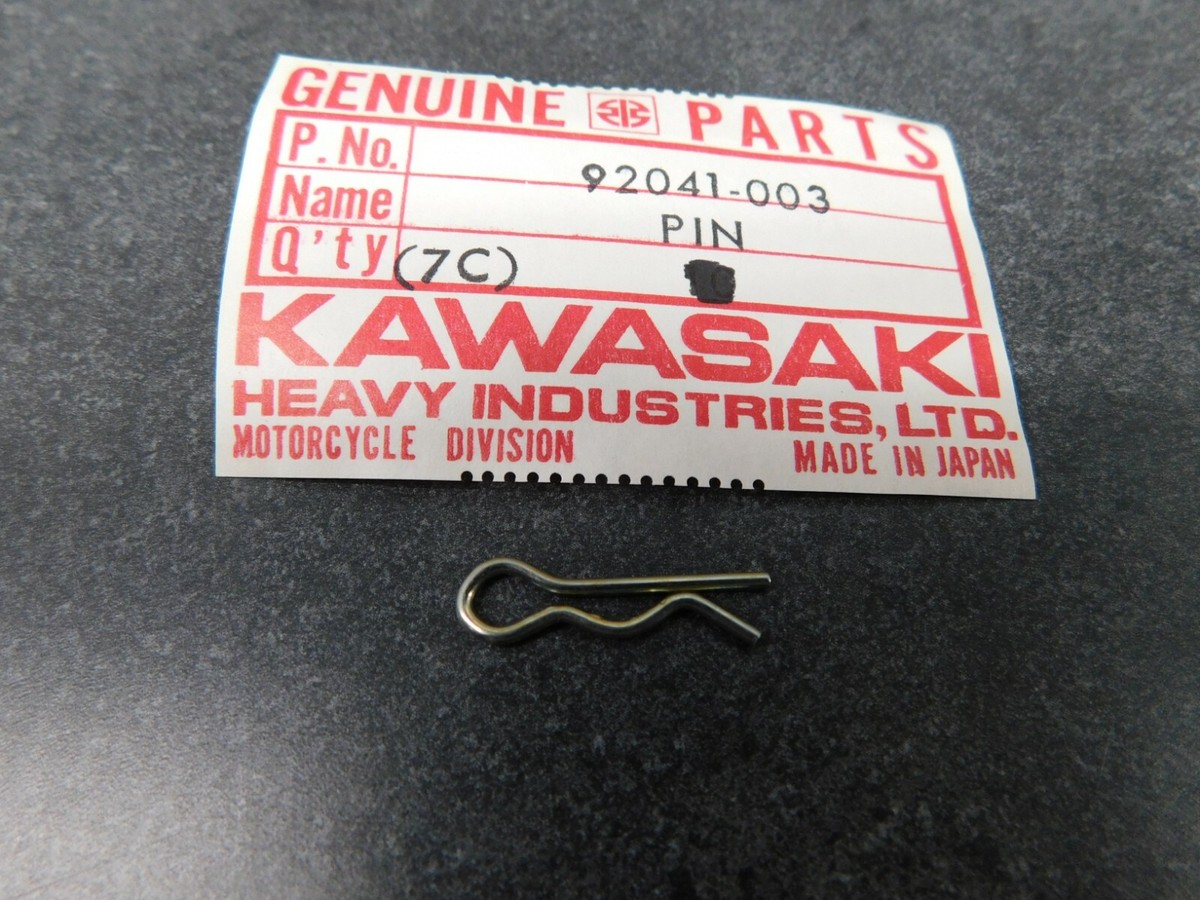 GENUINE PARTS
P. No. 92041-003
Name PIN
Q'ty (7C)
KAWASAKI
HEAVY INDUSTRIES, LTD.
MOTORCYCLE DIVISION MADE IN JAPAN